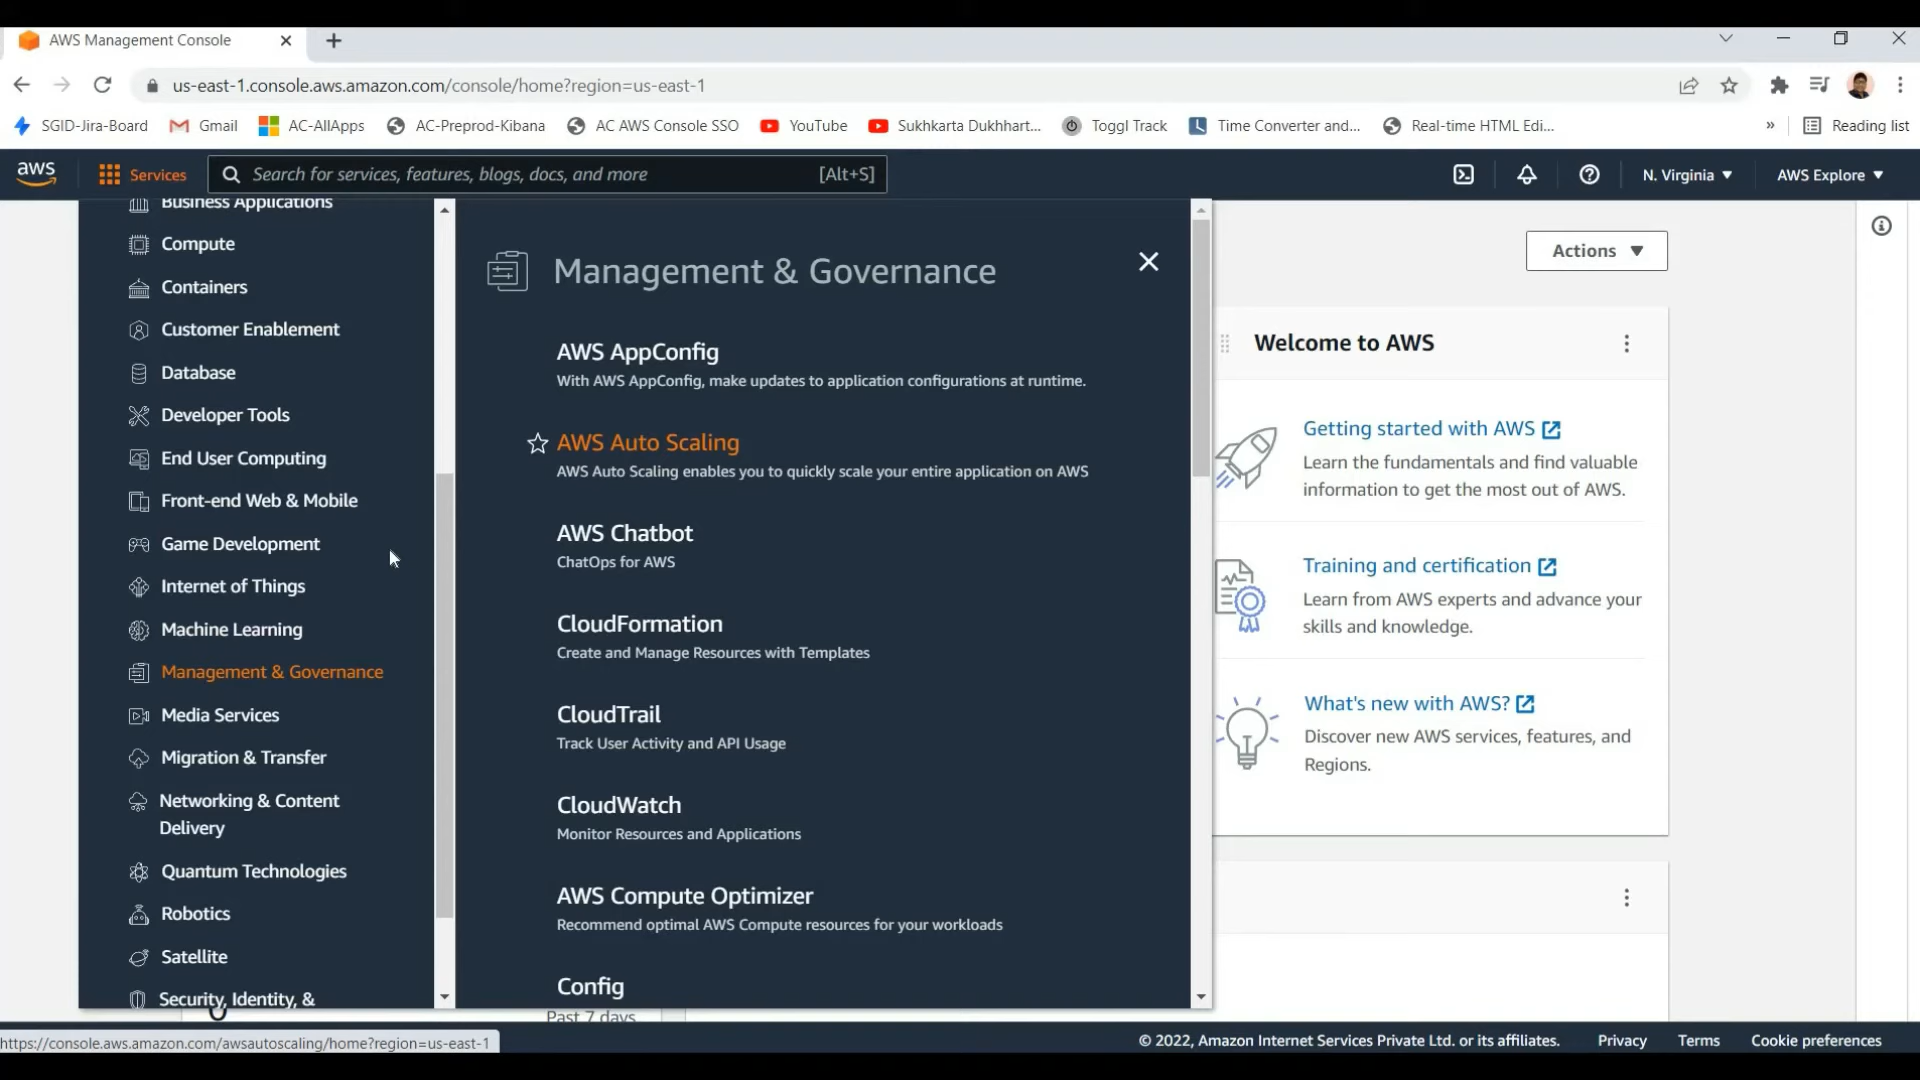 AWS Management Console
us-east-1.console.aws.amazon.com/console/home?region=us-east-1
SGID-Jira-Board Gmail AC-AllApps AC-Preprod-Kibana AC AWS Console SSO YouTube Sukhkarta Dukhhart... Toggl Track Time Converter and... Real-time HTML Edi... » Reading list
aws Services Search for services, features, blogs, docs, and more [Alt+S] N. Virginia AWS Explore
Business Applications
Compute
Containers
Customer Enablement
Database
Developer Tools
End User Computing
Front-end Web & Mobile
Game Development
Internet of Things
Machine Learning
Management & Governance
Media Services
Migration & Transfer
Networking & Content
Delivery
Quantum Technologies
Robotics
Satellite
Security, Identity, &
Management & Governance
AWS AppConfig
With AWS AppConfig, make updates to application configurations at runtime.
AWS Auto Scaling
AWS Auto Scaling enables you to quickly scale your entire application on AWS
AWS Chatbot
ChatOps for AWS
CloudFormation
Create and Manage Resources with Templates
CloudTrail
Track User Activity and API Usage
CloudWatch
Monitor Resources and Applications
AWS Compute Optimizer
Recommend optimal AWS Compute resources for your workloads
Config
Past 7 days
Actions
Welcome to AWS
Getting started with AWS
Learn the fundamentals and find valuable
information to get the most out of AWS.
Training and certification
Learn from AWS experts and advance your
skills and knowledge.
What's new with AWS?
Discover new AWS services, features, and
Regions.
https://console.aws.amazon.com/awsautoscaling/home?region=us-east-1
© 2022, Amazon Internet Services Private Ltd. or its affiliates. Privacy Terms Cookie preferences